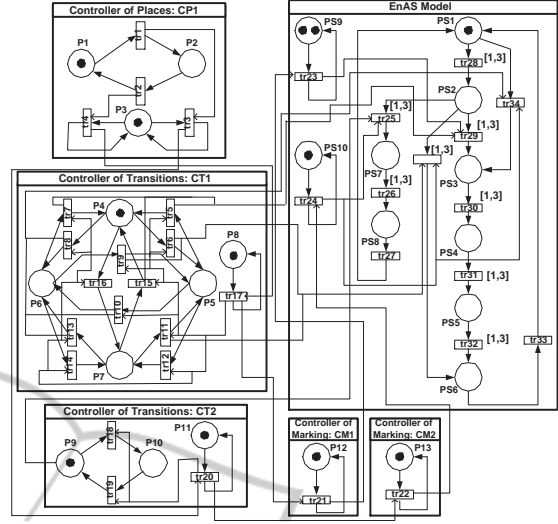 Controller of Places: CP1
P1
tr1
P2
tr2
tr4
P3
tr3
Controller of Transitions: CT1
tr7
P4
tr5
tr8
tr6
tr9
P8
P6
tr16
tr15
P5
tr17
tr10
tr13
tr11
tr14
P7
tr12
Controller of Transitions: CT2
P9
tr18
P10
P11
tr19
tr20
EnAS Model
PS9
PS1
tr23
[1,3]
tr28
PS2
tr34
[1,3]
tr25
[1,3]
tr29
PS10
[1,3]
PS7
PS3
[1,3]
tr26
tr24
[1,3]
tr30
PS8
PS4
tr27
tr31
[1,3]
PS5
tr32
[1,3]
tr33
PS6
Controller of
Marking: CM1
P12
tr21
Controller of
Marking: CM2
P13
tr22